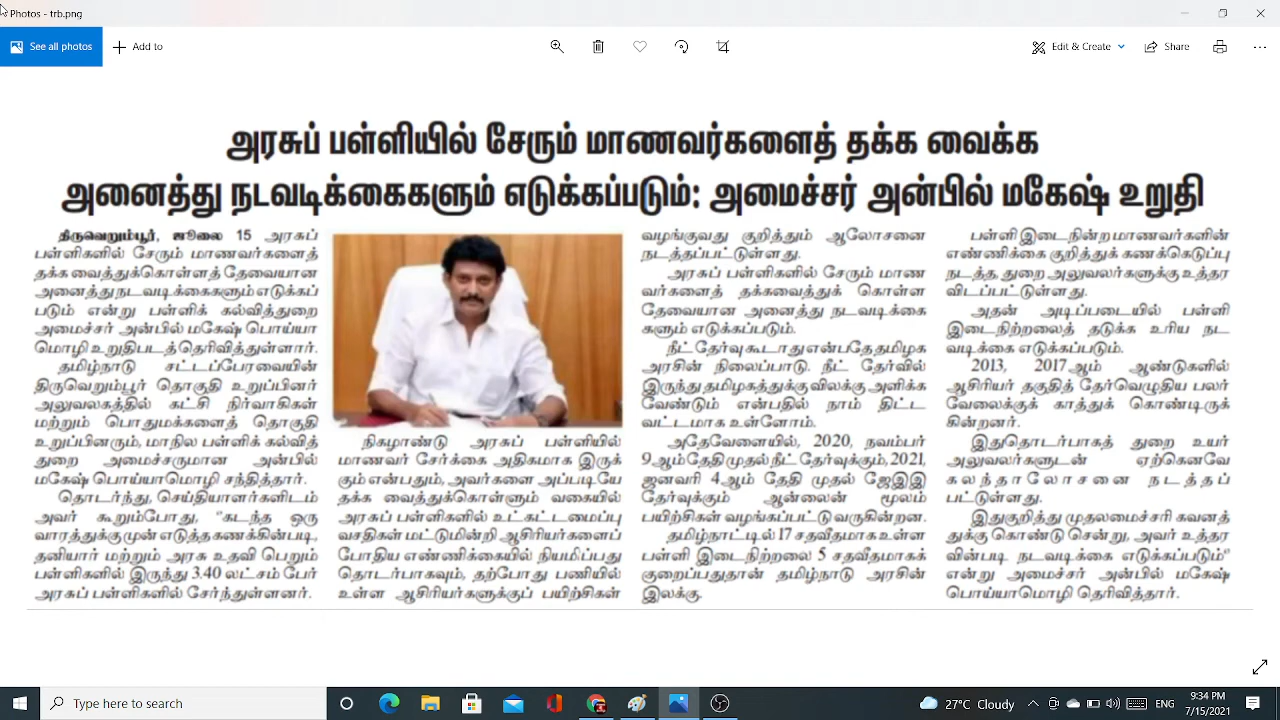 Photos - trb.png
See all photos
Add to
Edit & Create
Share
அரசுப் பள்ளியில் சேரும் மாணவர்களைத் தக்க வைக்க
அனைத்து நடவடிக்கைகளும் எடுக்கப்படும்: அமைச்சர் அன்பில் மகேஷ் உறுதி
திருவெறும்பூர், ஜூலை 15 அரசுப்
பள்ளிகளில் சேரும் மாணவர்களைத்
தக்க வைத்துக்கொள்ளத் தேவையான
அனைத்து நடவடிக்கைகளும் எடுக்கப்
படும் என்று பள்ளிக் கல்வித்துறை
அமைச்சர் அன்பில் மகேஷ் பொய்யா
மொழி உறுதிபடத் தெரிவித்துள்ளார்.
தமிழ்நாடு சட்டப்பேரவையின்
திருவெறும்பூர் தொகுதி உறுப்பினர்
அலுவலகத்தில் கட்சி நிர்வாகிகள்
மற்றும் பொதுமக்களைத் தொகுதி
உறுப்பினரும், மாநில பள்ளிக் கல்வித்
துறை அமைச்சருமான அன்பில்
மகேஷ் பொய்யாமொழி சந்தித்தார்.
தொடர்ந்து, செய்தியாளர்களிடம்
அவர் கூறும்போது, "கடந்த ஒரு
வாரத்துக்கு முன் எடுத்த கணக்கின்படி,
தனியார் மற்றும் அரசு உதவி பெறும்
பள்ளிகளில் இருந்து 3.40 லட்சம் பேர்
அரசுப் பள்ளிகளில் சேர்ந்துள்ளனர்.
நிகழாண்டு அரசுப் பள்ளியில்
மாணவர் சேர்க்கை அதிகமாக இருக்
கும் என்பதும், அவர்களை அப்படியே
தக்க வைத்துக்கொள்ளும் வகையில்
அரசுப் பள்ளிகளில் உட்கட்டமைப்பு
வசதிகள் மட்டுமின்றி ஆசிரியர்களைப்
போதிய எண்ணிக்கையில் நியமிப்பது
தொடர்பாகவும், தற்போது பணியில்
உள்ள ஆசிரியர்களுக்குப் பயிற்சிகள்
வழங்குவது குறித்தும் ஆலோசனை
நடத்தப்பட்டுள்ளது.
அரசுப் பள்ளிகளில் சேரும் மாண
வர்களைத் தக்கவைத்துக் கொள்ள
தேவையான அனைத்து நடவடிக்கை
களும் எடுக்கப்படும்.
நீட் தேர்வு கூடாது என்பதே தமிழக
அரசின் நிலைப்பாடு. நீட் தேர்வில்
இருந்து தமிழகத்துக்கு விலக்கு அளிக்க
வேண்டும் என்பதில் நாம் திட்ட
வட்டமாக உள்ளோம்.
அதேவேளையில், 2020, நவம்பர்
9ஆம் தேதி முதல் நீட் தேர்வுக்கும், 2021,
ஜனவரி 4ஆம் தேதி முதல் ஜேஇஇ
தேர்வுக்கும் ஆன்லைன் மூலம்
பயிற்சிகள் வழங்கப்பட்டு வருகின்றன.
தமிழ்நாட்டில் 17 சதவீதமாக உள்ள
பள்ளி இடைநிற்றலை 5 சதவீதமாகக்
குறைப்பதுதான் தமிழ்நாடு அரசின்
இலக்கு.
பள்ளி இடைநின்ற மாணவர்களின்
எண்ணிக்கை குறித்துக் கணக்கெடுப்பு
நடத்த, துறை அலுவலர்களுக்கு உத்தர
விடப்பட்டுள்ளது.
அதன் அடிப்படையில் பள்ளி
இடைநிற்றலைத் தடுக்க உரிய நட
வடிக்கை எடுக்கப்படும்.
2013, 2017ஆம் ஆண்டுகளில்
ஆசிரியர் தகுதித் தேர்வெழுதிய பலர்
வேலைக்குக் காத்துக் கொண்டிருக்
கின்றனர்.
இதுதொடர்பாகத் துறை உயர்
அலுவலர்களுடன் ஏற்கெனவே
கலந்தாலோசனை நடத்தப்
பட்டுள்ளது.
இதுகுறித்து முதலமைச்சரி கவனத்
துக்கு கொண்டு சென்று, அவர் உத்தர
வின்படி நடவடிக்கை எடுக்கப்படும்"
என்று அமைச்சர் அன்பில் மகேஷ்
பொய்யாமொழி தெரிவித்தார்.
Type here to search
27°C Cloudy
ENG
9:34 PM
7/15/2021